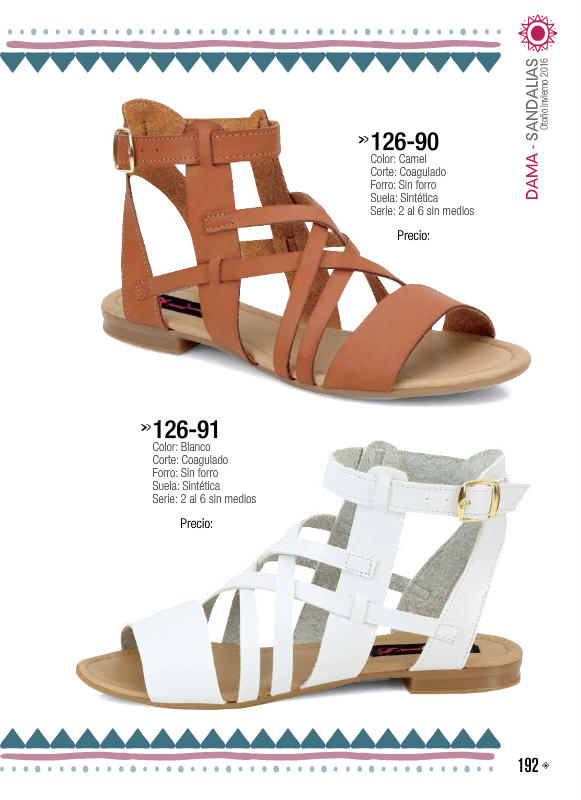 DAMA - SANDALIAS
Otoño Invierno 2016
126-90
Color: Camel
Corte: Coagulado
Forro: Sin forro
Suela: Sintética
Serie: 2 al 6 sin medios
Precio:
126-91
Color: Blanco
Corte: Coagulado
Forro: Sin forro
Suela: Sintética
Serie: 2 al 6 sin medios
Precio:
192